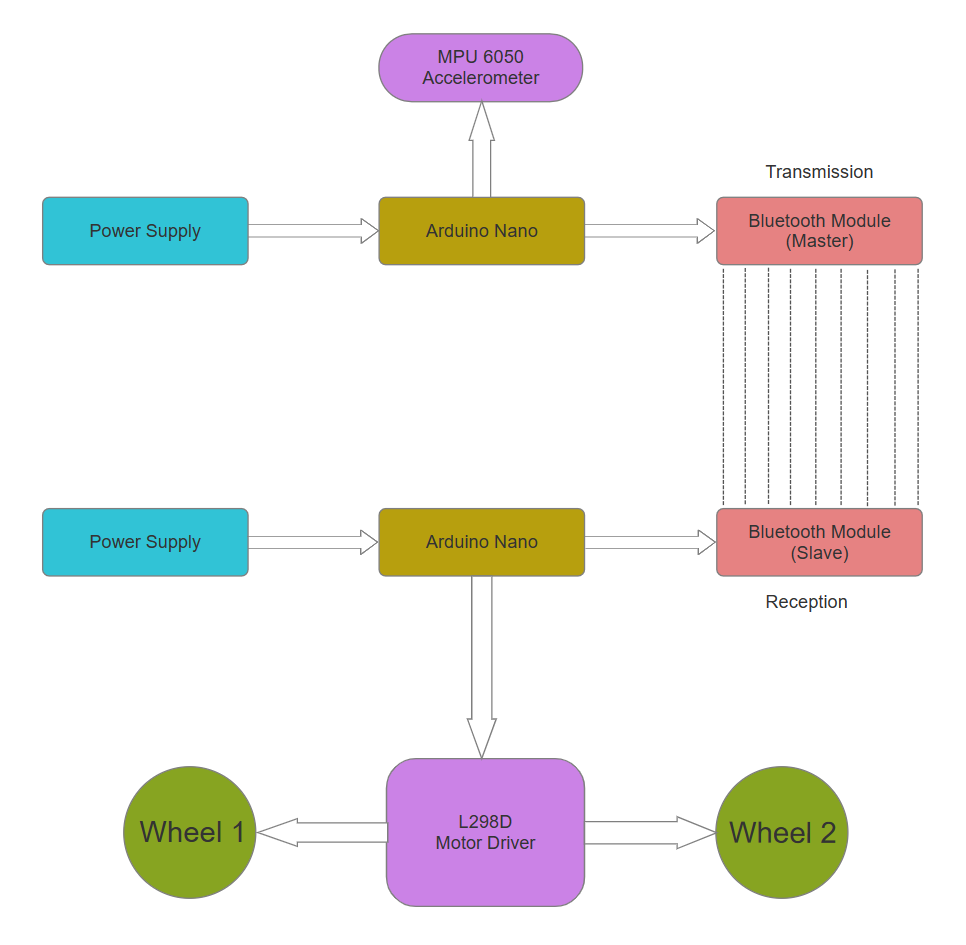 MPU 6050
Accelerometer
Transmission
Power Supply
Arduino Nano
Bluetooth Module
(Master)
Power Supply
Arduino Nano
Bluetooth Module
(Slave)
Reception
Wheel 1
L298D
Motor Driver
Wheel 2